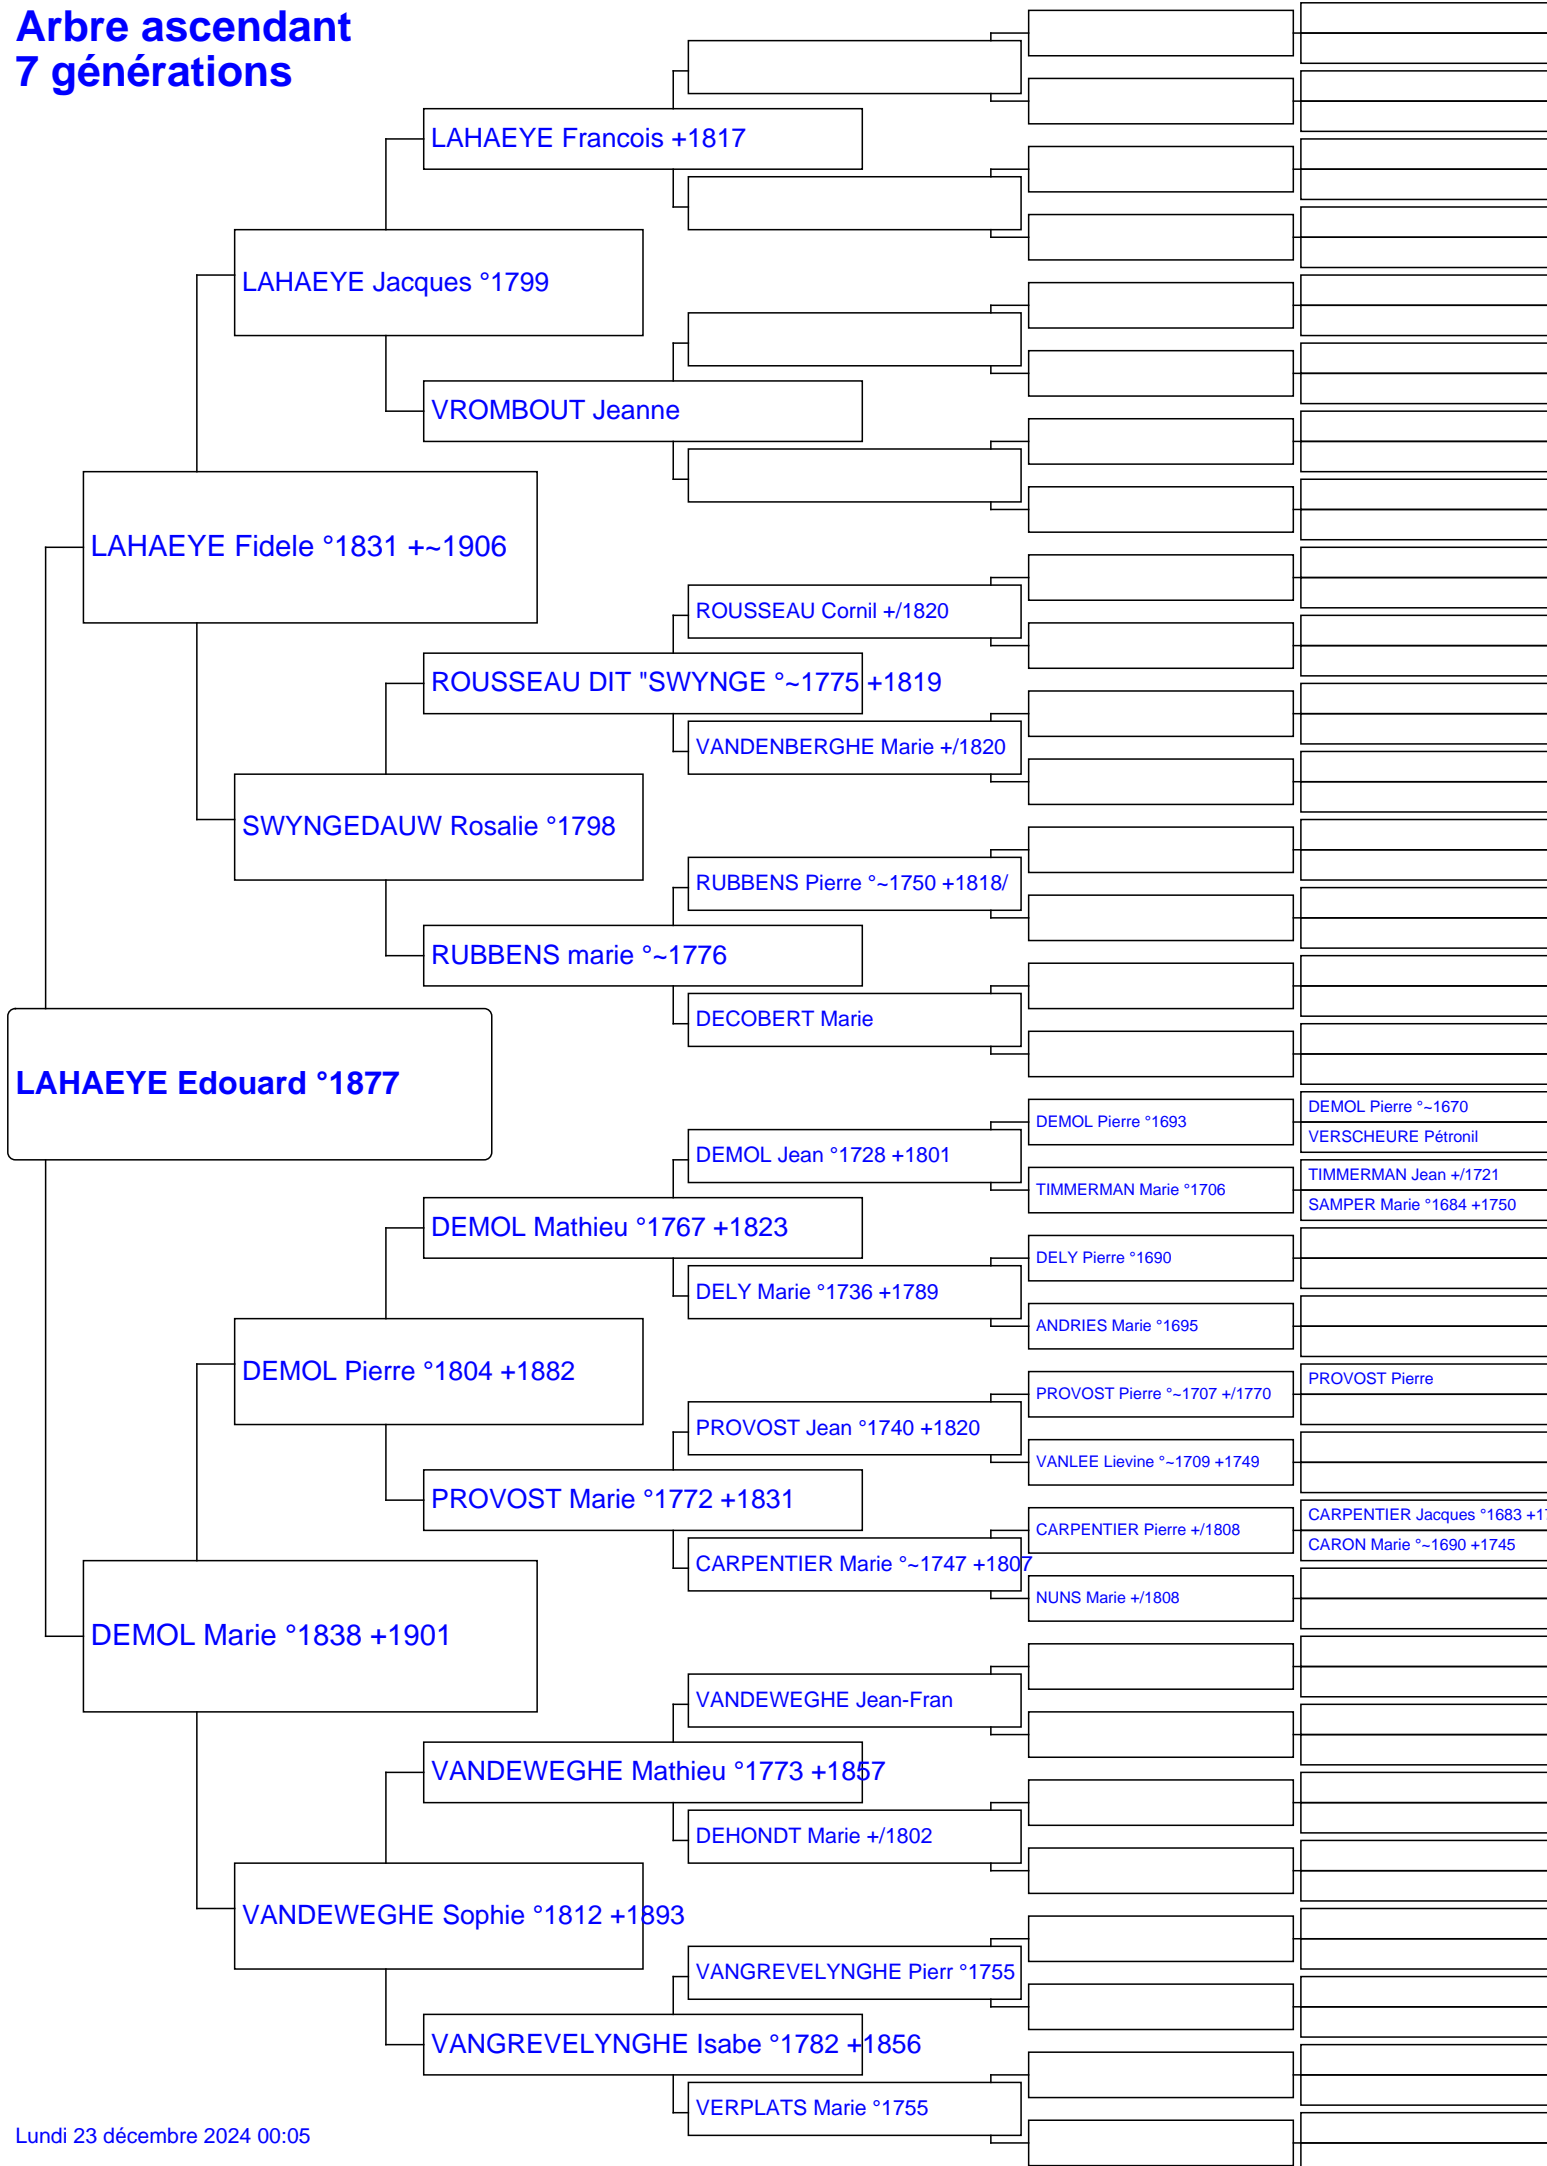 Arbre ascendant
7 générations
LAHAEYE Francois +1817
LAHAEYE Jacques °1799
VROMBOUT Jeanne
LAHAEYE Fidele °1831 +~1906
ROUSSEAU Cornil +/1820
ROUSSEAU DIT "SWYNGE °~1775 +1819
VANDENBERGHE Marie +/1820
SWYNGEDAUW Rosalie °1798
RUBBENS Pierre °~1750 +1818/
RUBBENS marie °~1776
DECOBERT Marie
LAHAEYE Edouard °1877
DEMOL Pierre °~1670
DEMOL Pierre °1693
VERSCHEURE Pétronil
DEMOL Jean °1728 +1801
TIMMERMAN Jean +/1721
TIMMERMAN Marie °1706
SAMPER Marie °1684 +1750
DEMOL Mathieu °1767 +1823
DELY Pierre °1690
DELY Marie °1736 +1789
ANDRIES Marie °1695
DEMOL Pierre °1804 +1882
PROVOST Pierre
PROVOST Pierre °~1707 +/1770
PROVOST Jean °1740 +1820
VANLEE Lievine °~1709 +1749
PROVOST Marie °1772 +1831
CARPENTIER Jacques °1683 +1
CARPENTIER Pierre +/1808
CARON Marie °~1690 +1745
CARPENTIER Marie °~1747 +1807
NUNS Marie +/1808
DEMOL Marie °1838 +1901
VANDEWEGHE Jean-Fran
VANDEWEGHE Mathieu °1773 +1857
DEHONDT Marie +/1802
VANDEWEGHE Sophie °1812 +1893
VANGREVELYNGHE Pierr °1755
VANGREVELYNGHE Isabe °1782 +1856
VERPLATS Marie °1755
Lundi 23 décembre 2024 00:05